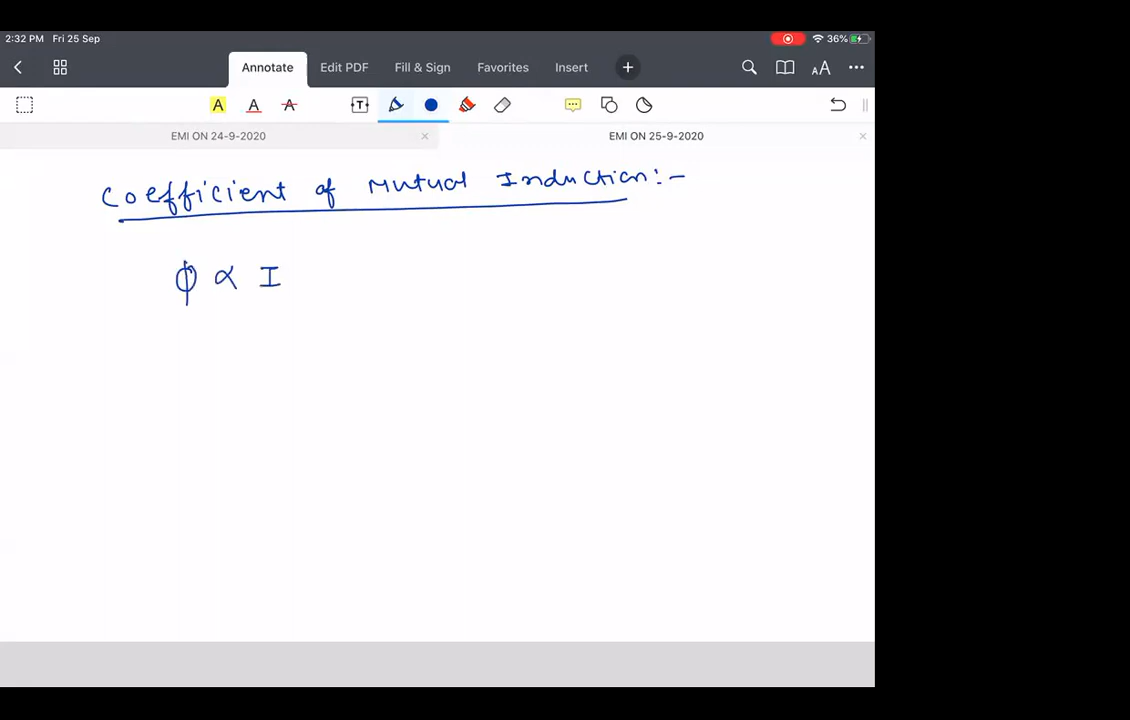 2:32 PM Fri 25 Sep 36%
Annotate Edit PDF Fill & Sign Favorites Insert
A A A T AA
EMI ON 24-9-2020 EMI ON 25-9-2020
Coefficient of Mutual Induction:-
ϕ ∝ I